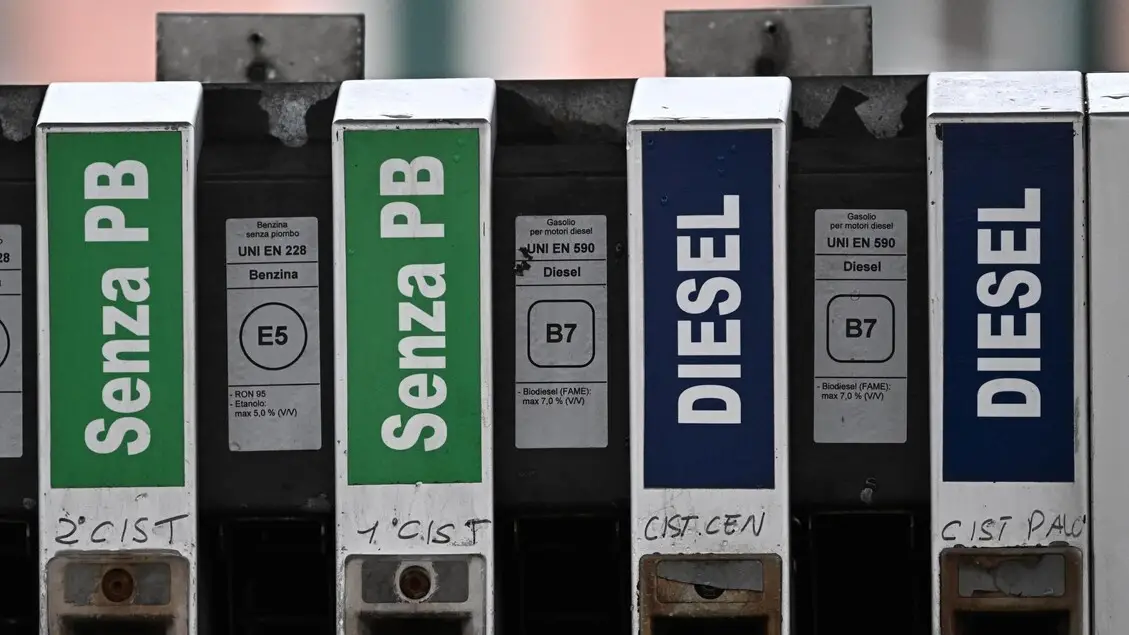 28
Senza PB
Benzina
senza piombo
UNI EN 228
Benzina
E5
- RON 95
- Etanolo:
max 5,0 % (V/V)
Senza PB
Gasolio
per motori diesel
UNI EN 590
Diesel
B7
- Biodiesel (FAME):
max 7,0 % (V/V)
DIESEL
Gasolio
per motori diesel
UNI EN 590
Diesel
B7
- Biodiesel (FAME):
max 7,0 % (V/V)
DIESEL
2° CIST
1° CIST
CIST. CEN
CIST PALC